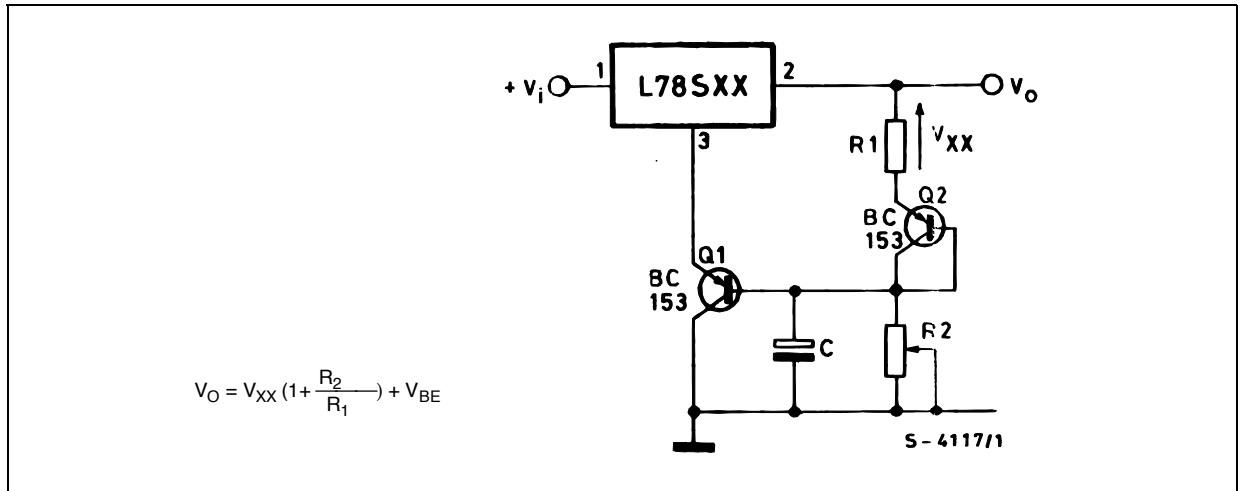 1 L78SXX 2
+ Vi Vo
3
R1 VXX
Q2
BC
153
Q1
BC
153
C
R2
VO = VXX (1+ R2/R1) + VBE
S-4117/1